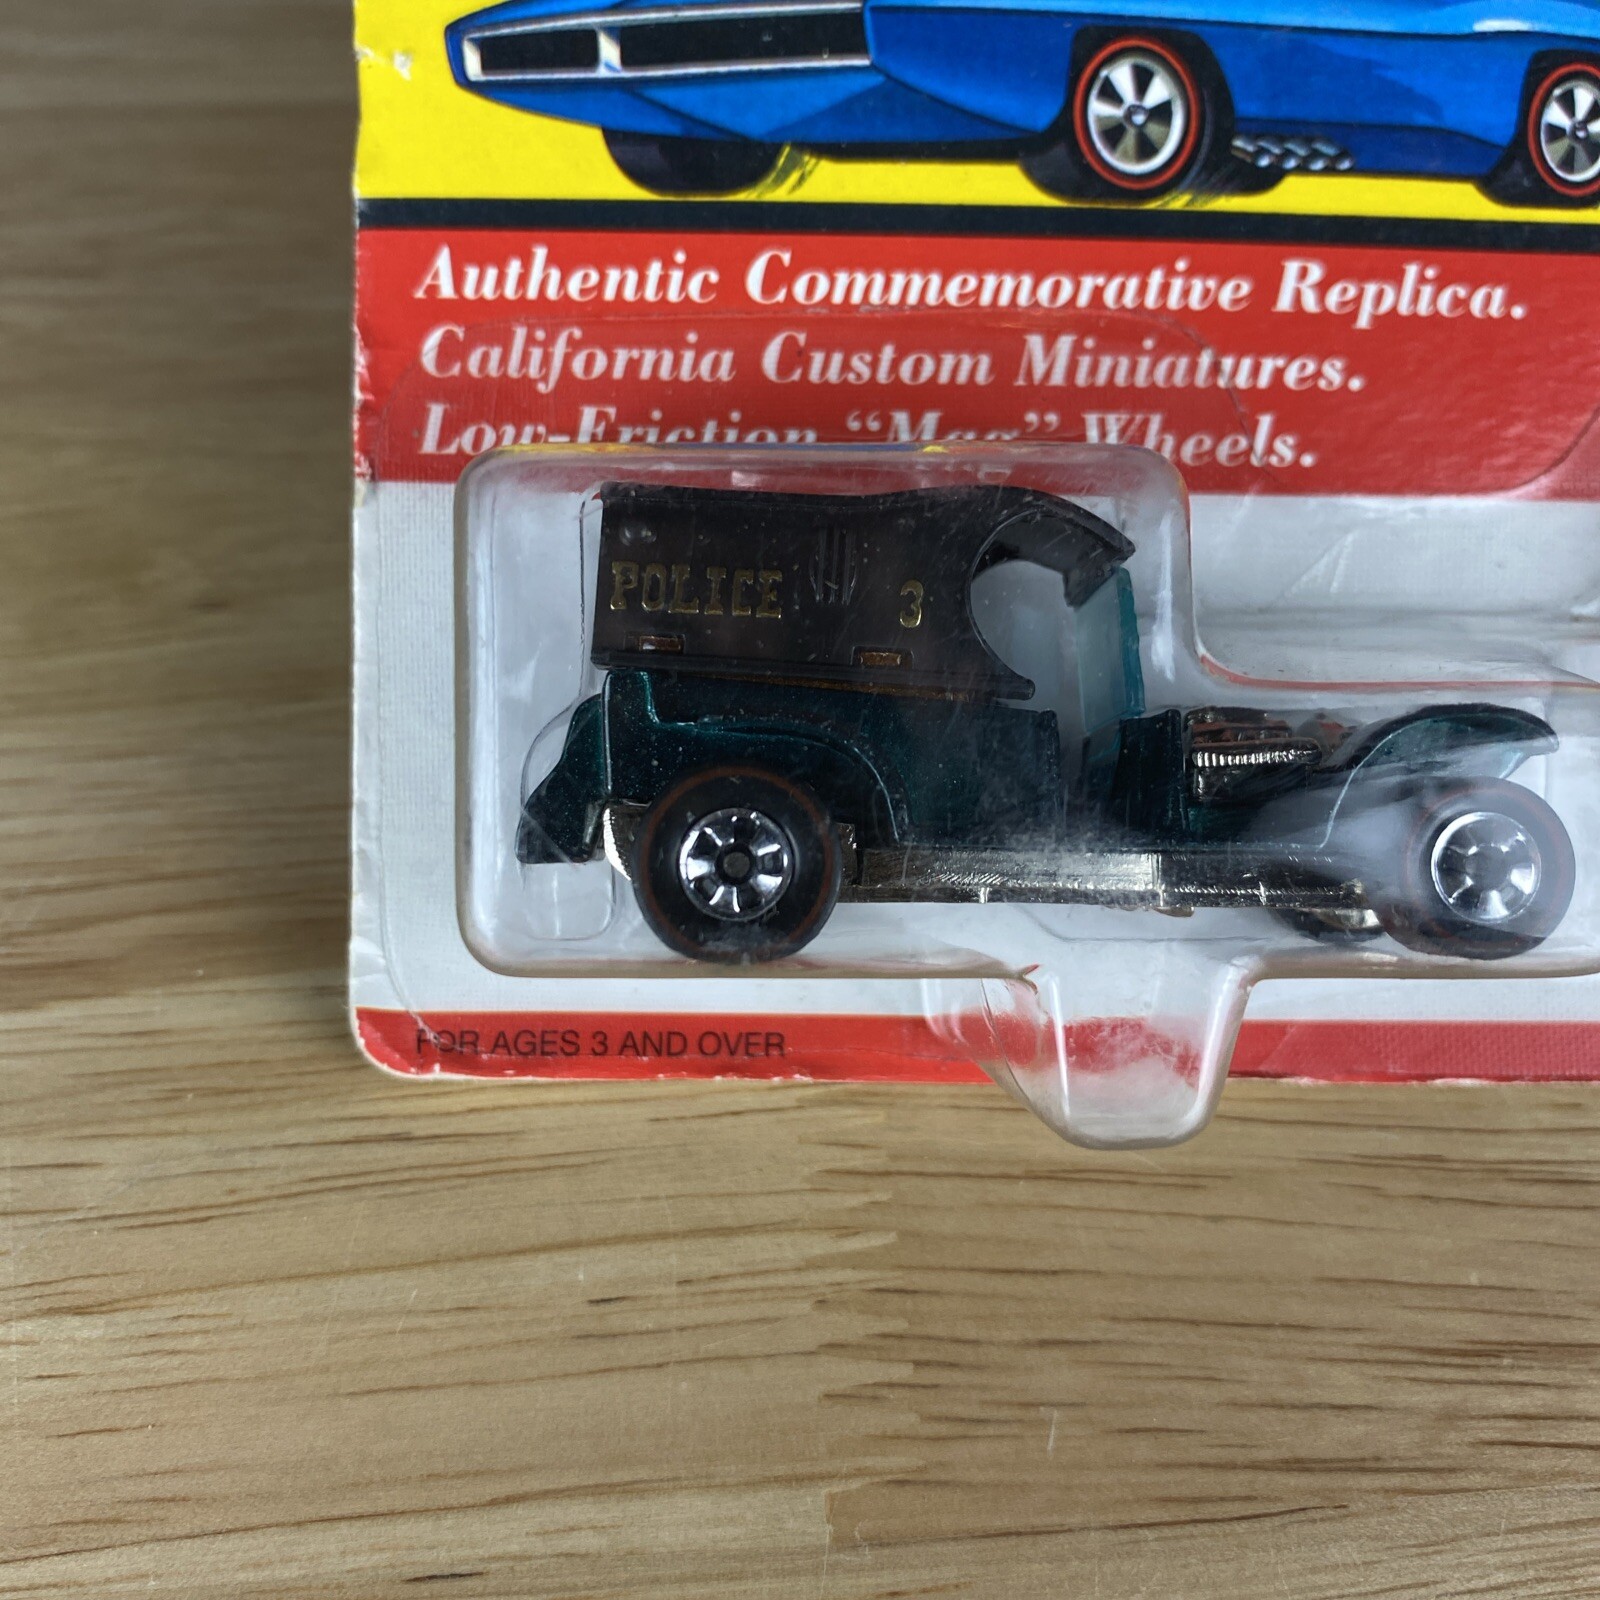 Authentic Commemorative Replica.
California Custom Miniatures.
Low-Friction “Mag” Wheels.
POLICE 3
FOR AGES 3 AND OVER